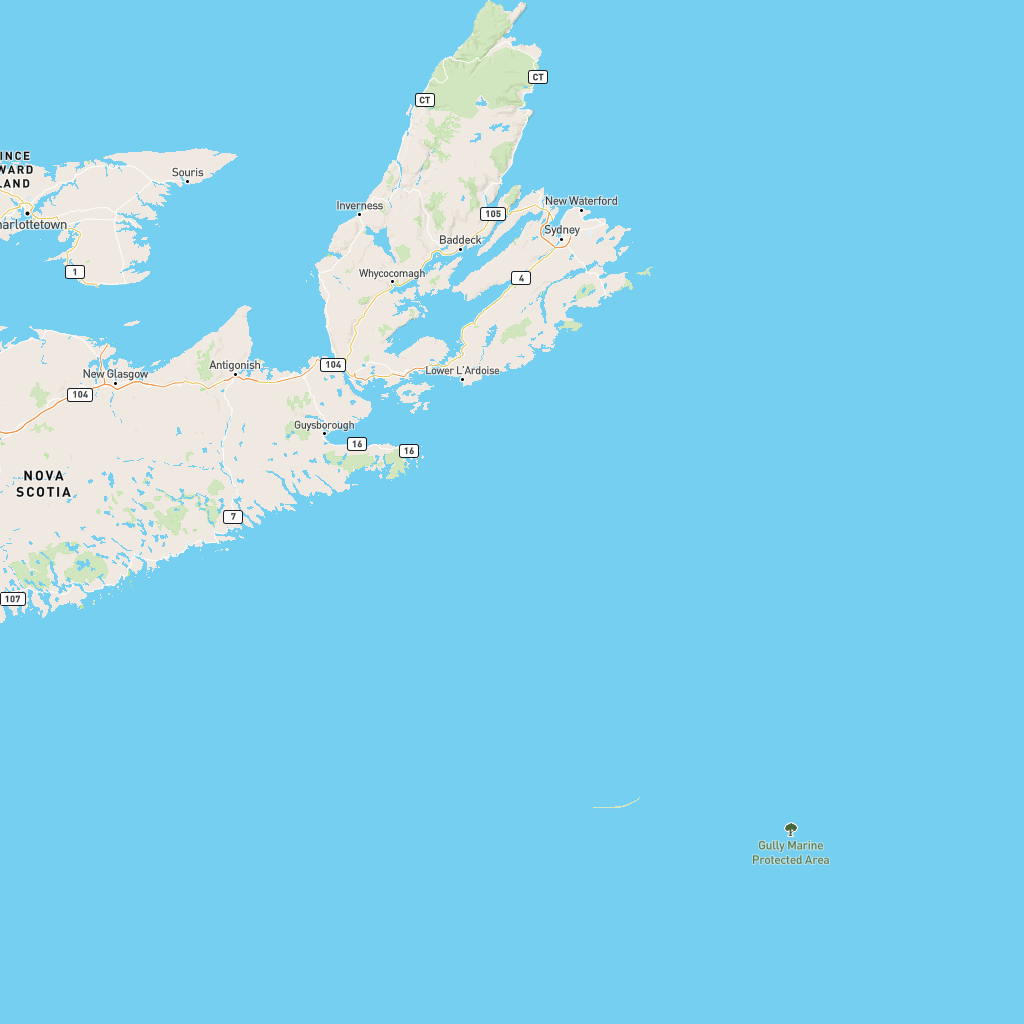 CT
CT
INCE
WARD
LAND
Souris
harlottetown
1
Inverness
New Waterford
105
Sydney
Baddeck
Whycocomagh
4
104
Antigonish
New Glasgow
104
Lower L'Ardoise
Guysborough
16
16
NOVA
SCOTIA
7
107
Gully Marine
Protected Area